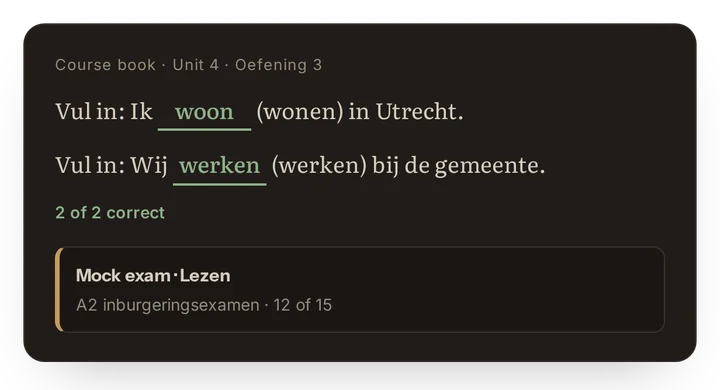 Course book · Unit 4 · Oefening 3
Vul in: Ik woon (wonen) in Utrecht.
Vul in: Wij werken (werken) bij de gemeente.
2 of 2 correct
Mock exam · Lezen
A2 inburgeringsexamen · 12 of 15